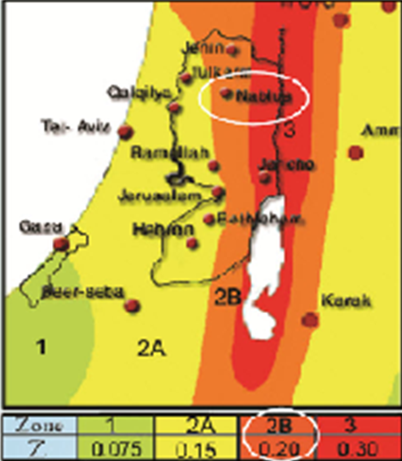 Jenin
Tulkarm
Qalqilya
Nablus
Tel-Aviv
3
Amm
Ramallah
Jericho
Jerusalem
Gaza
Hebron
Bethlehem
Beer-seba
2B
Karak
1
2A
Zone 1 2A 2B 3
Z 0.075 0.15 0.20 0.30